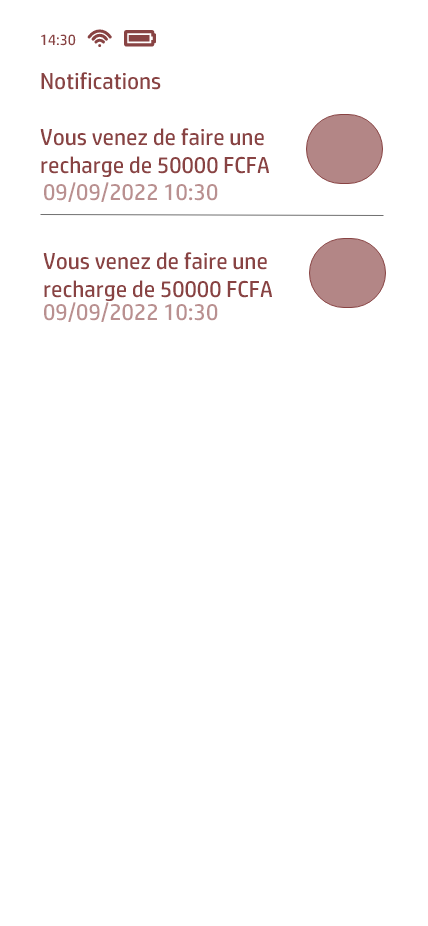 14:30
Notifications
Vous venez de faire une
recharge de 50000 FCFA
09/09/2022 10:30
Vous venez de faire une
recharge de 50000 FCFA
09/09/2022 10:30